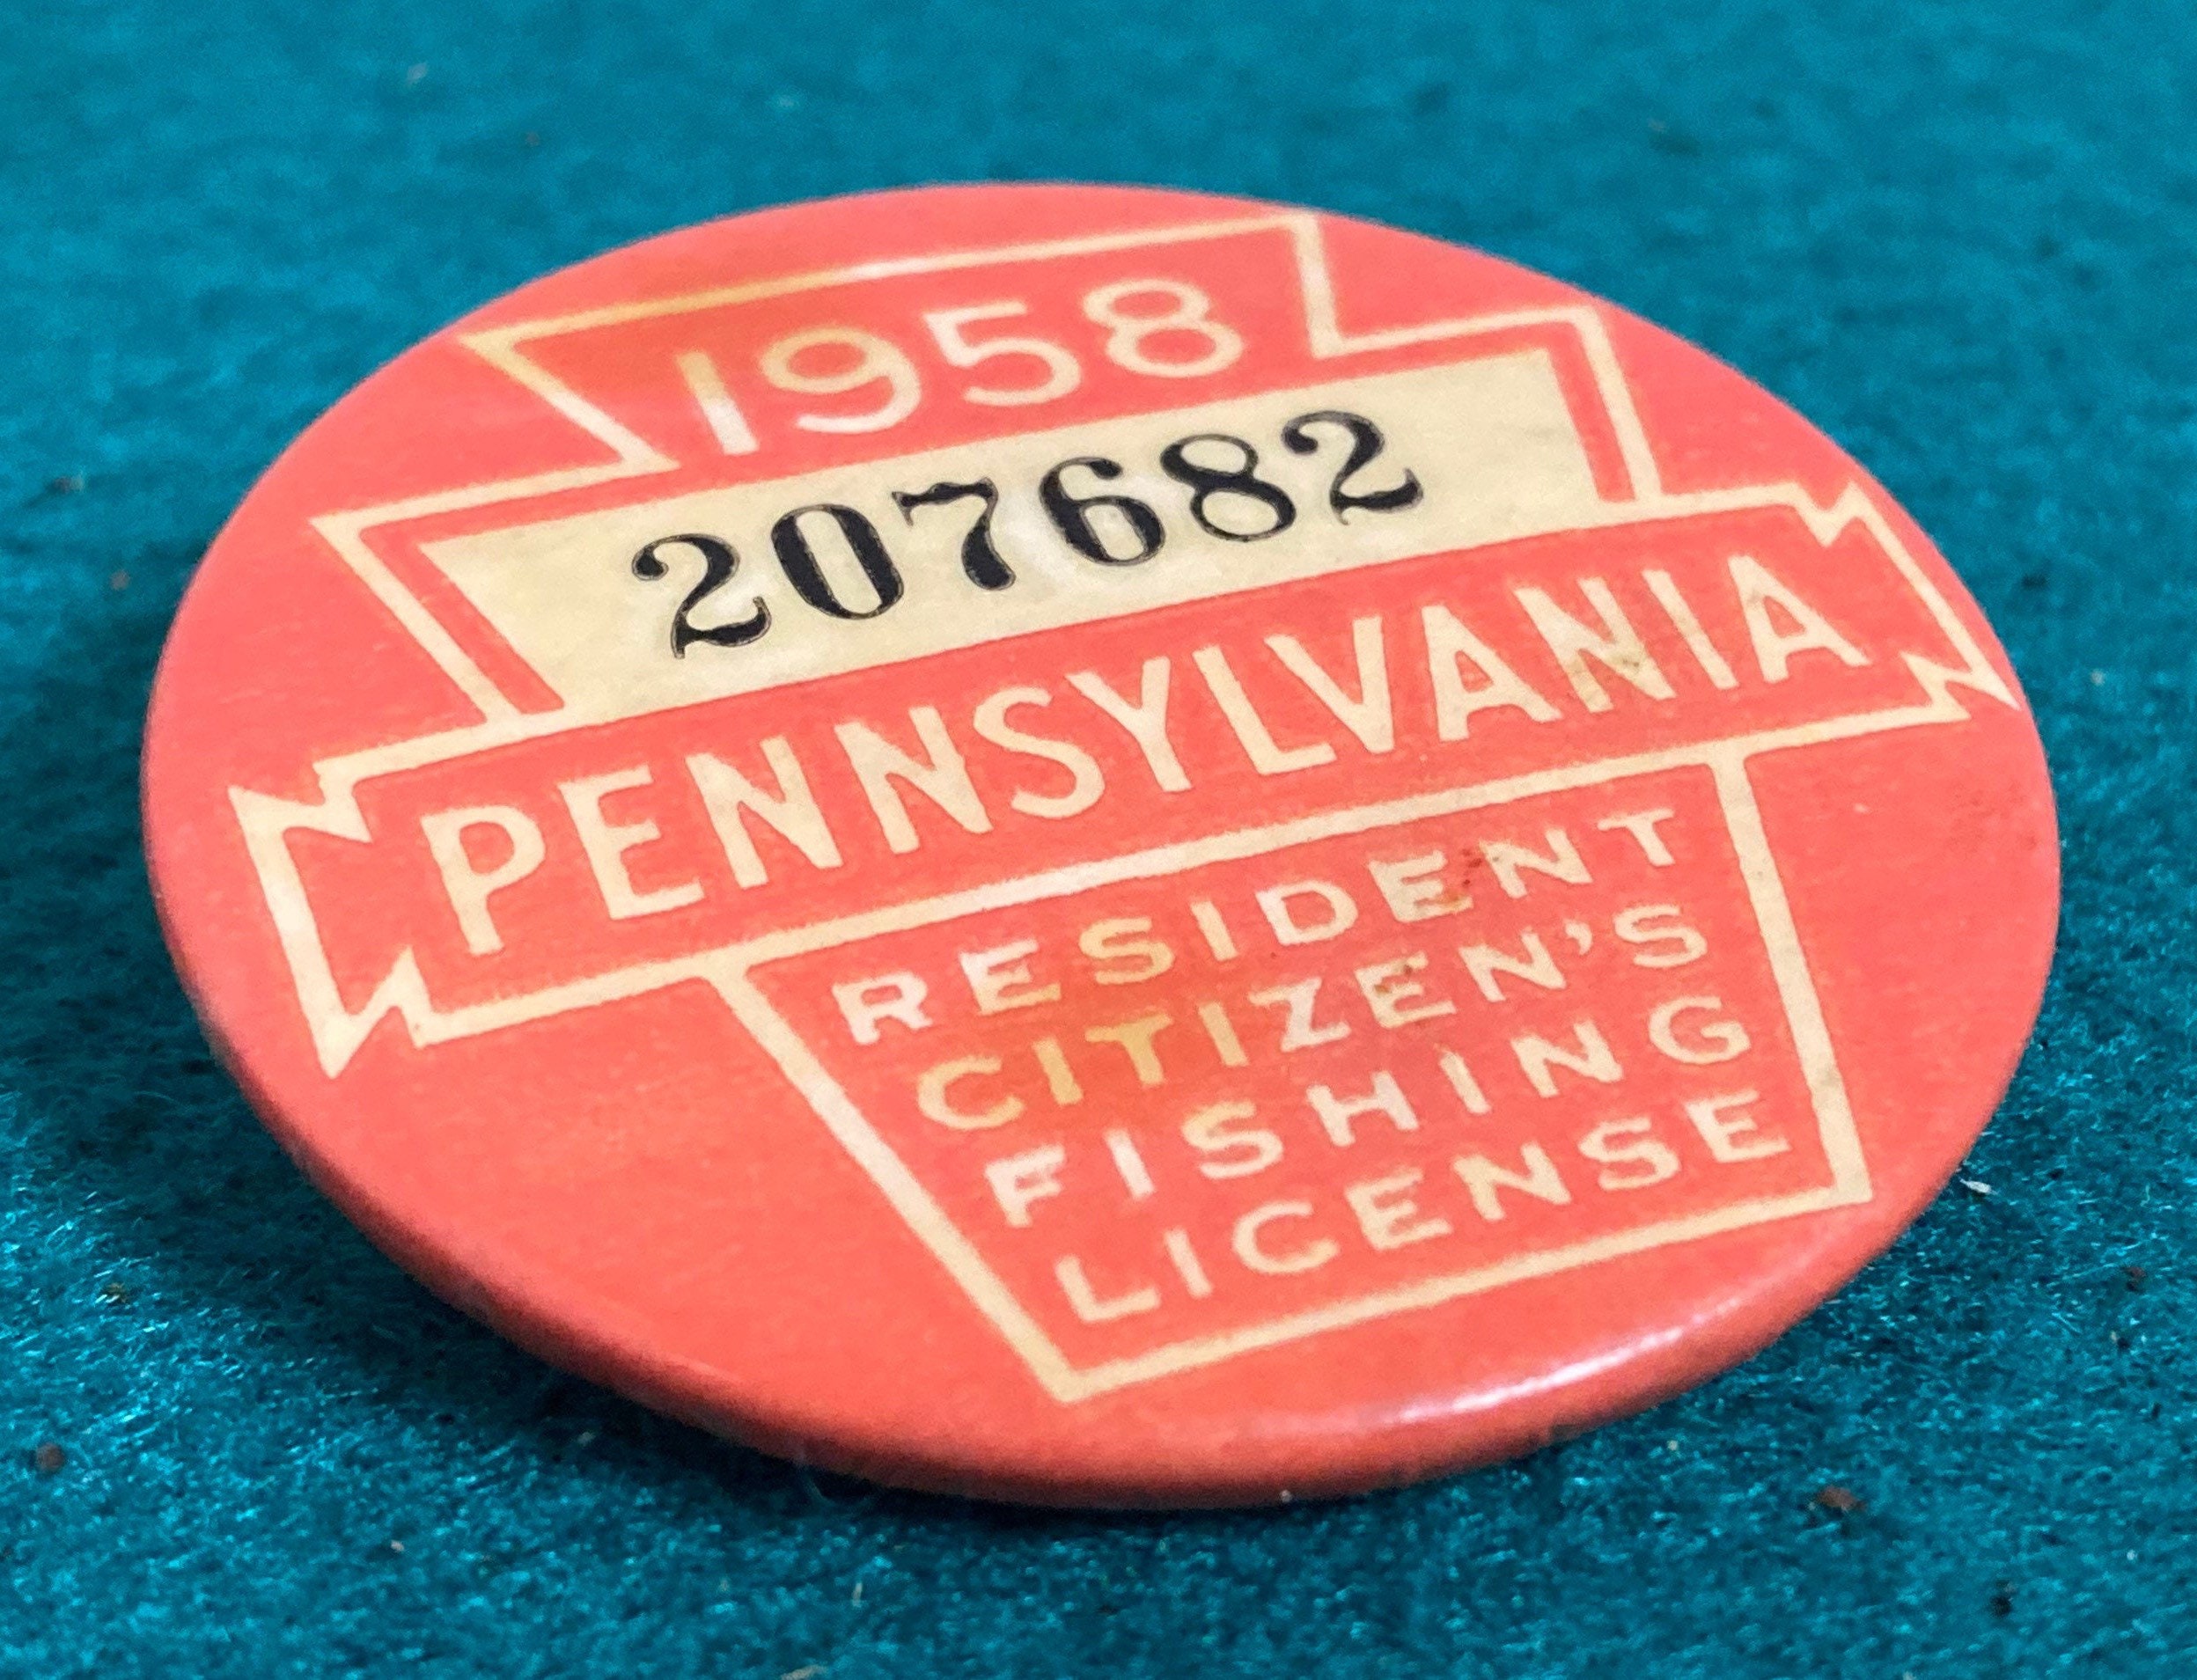 1958
207682
PENNSYLVANIA
RESIDENT
CITIZEN'S
FISHING
LICENSE